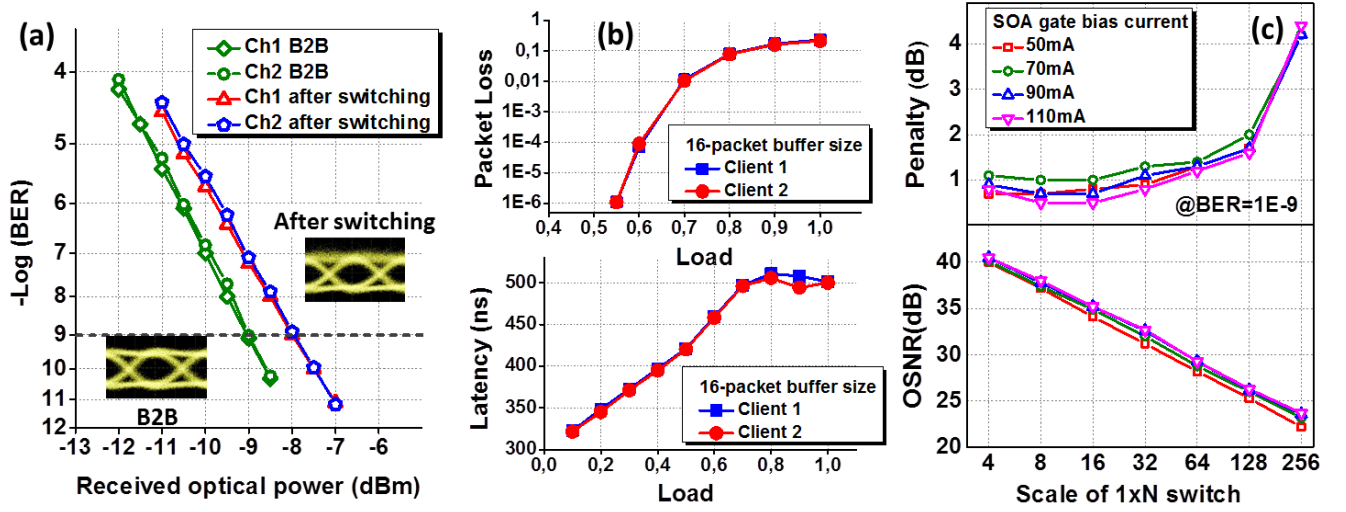 (a)
Ch1 B2B
Ch2 B2B
Ch1 after switching
Ch2 after switching
-Log (BER)
4
5
6
7
8
9
10
11
12
After switching
B2B
-13 -12 -11 -10 -9 -8 -7 -6
Received optical power (dBm)
(b)
Packet Loss
1
0,1
0,01
1E-3
1E-4
1E-5
1E-6
16-packet buffer size
Client 1
Client 2
0,4 0,5 0,6 0,7 0,8 0,9 1,0
Load
Latency (ns)
500
450
400
350
300
16-packet buffer size
Client 1
Client 2
0,0 0,2 0,4 0,6 0,8 1,0
Load
(c)
SOA gate bias current
50mA
70mA
90mA
110mA
Penalty (dB)
4
2
1
@BER=1E-9
OSNR(dB)
40
35
30
25
20
4 8 16 32 64 128 256
Scale of 1xN switch